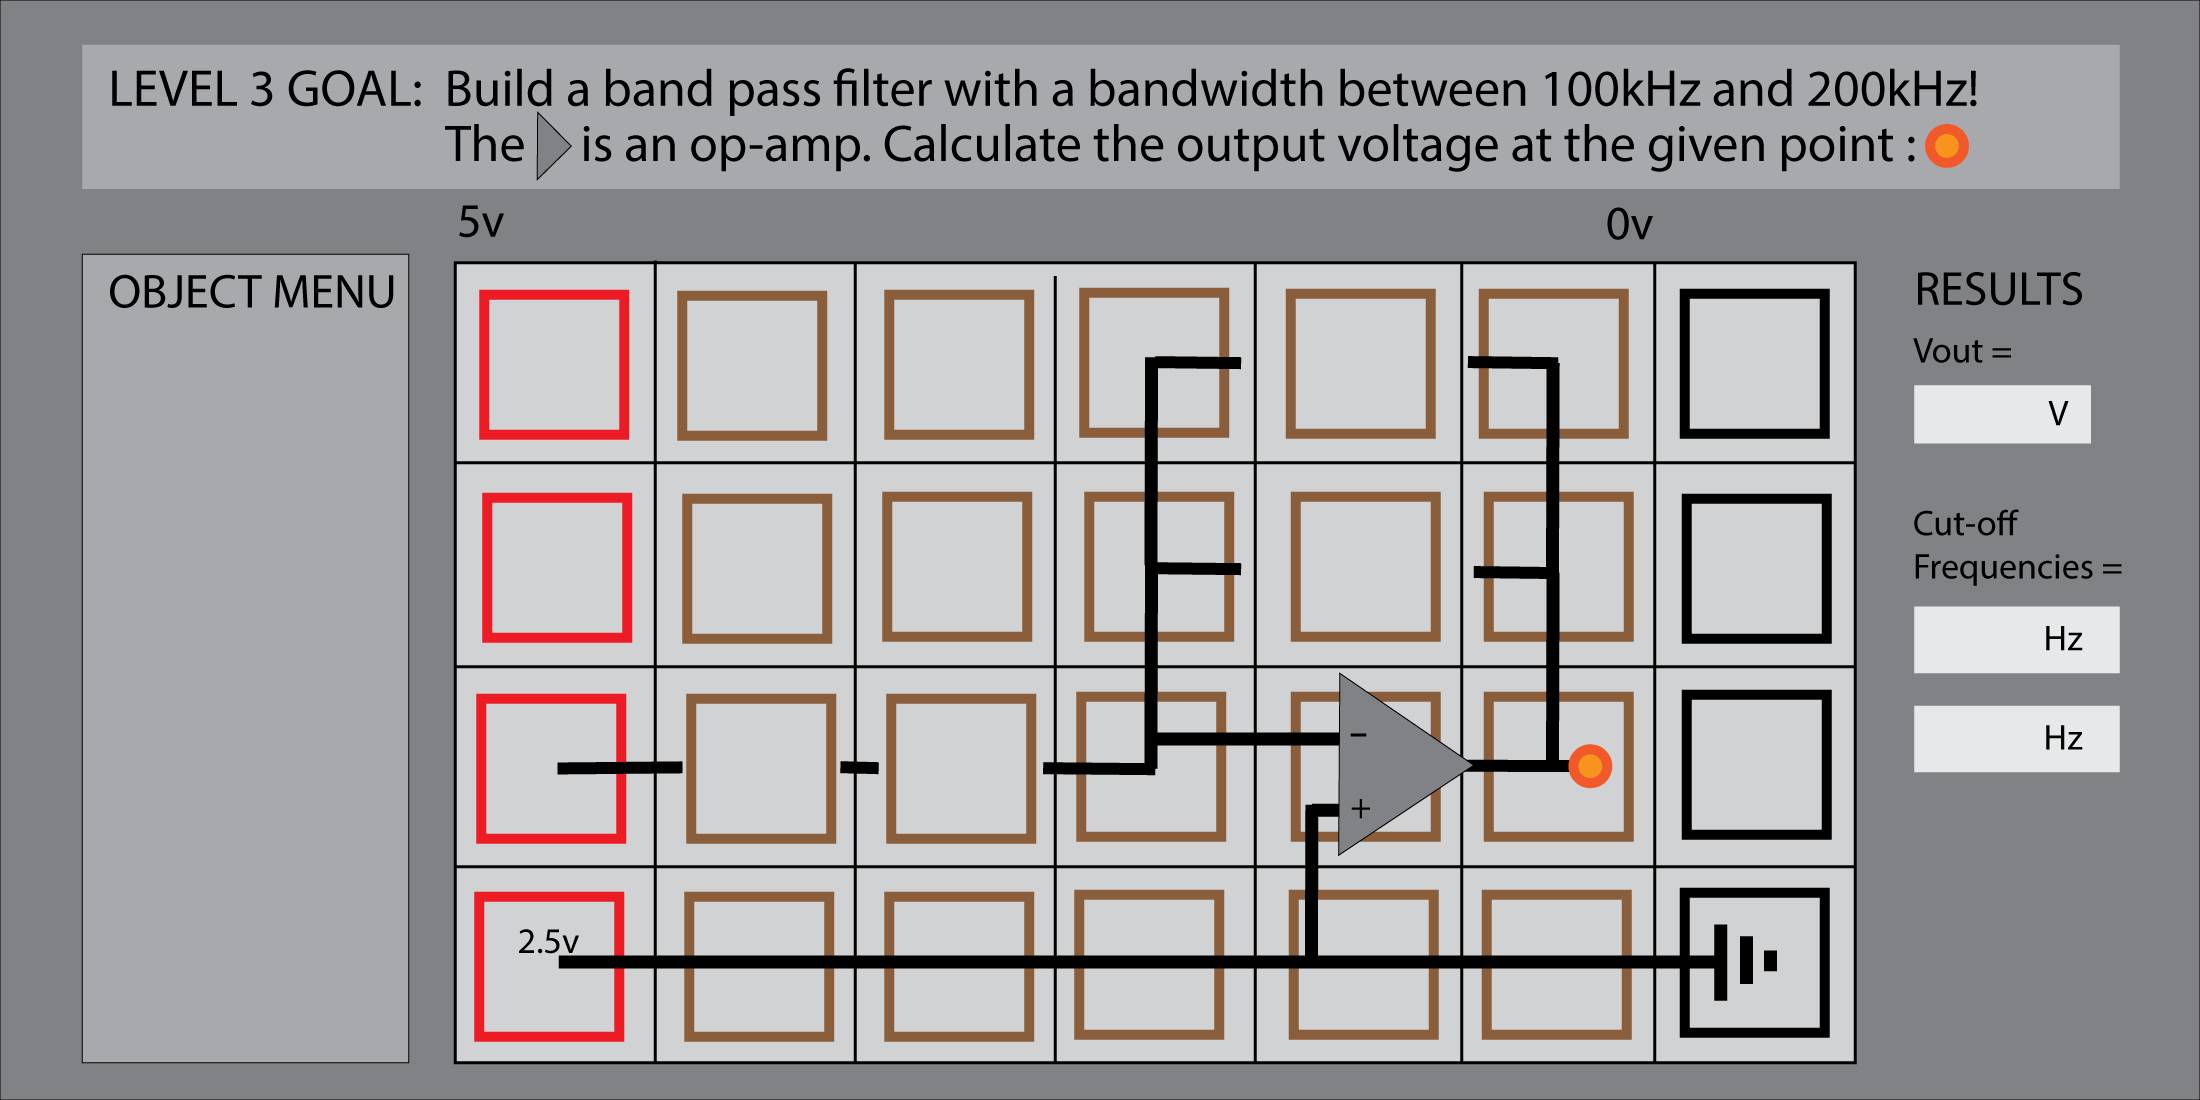 LEVEL 3 GOAL: Build a band pass filter with a bandwidth between 100kHz and 200kHz!
The is an op-amp. Calculate the output voltage at the given point :
5v
0v
OBJECT MENU
RESULTS
Vout =
V
Cut-off
Frequencies =
Hz
Hz
-
+
2.5v